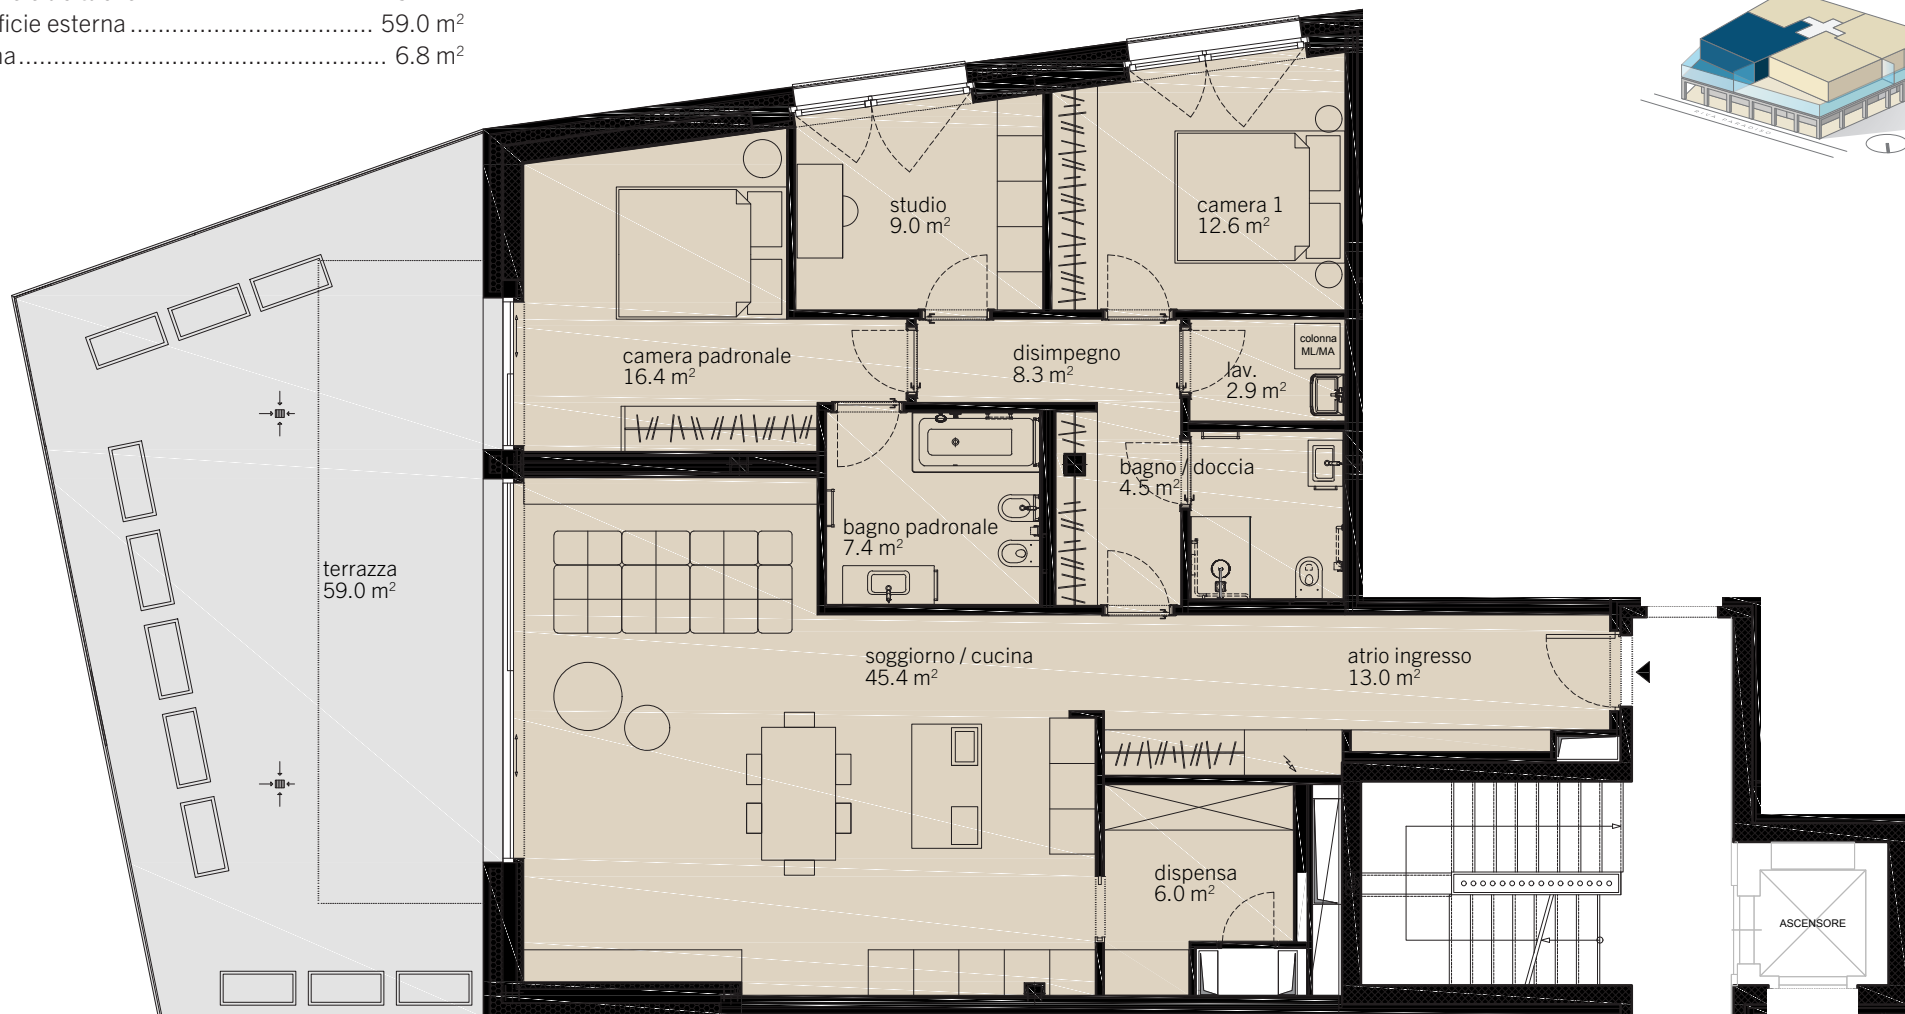 ficie esterna ................................. 59.0 m²
na.................................................. 6.8 m²
studio
9.0 m²
camera 1
12.6 m²
camera padronale
16.4 m²
disimpegno
8.3 m²
colonna
ML/MA
lav.
2.9 m²
bagno / doccia
4.5 m²
bagno padronale
7.4 m²
terrazza
59.0 m²
soggiorno / cucina
45.4 m²
atrio ingresso
13.0 m²
dispensa
6.0 m²
ASCENSORE